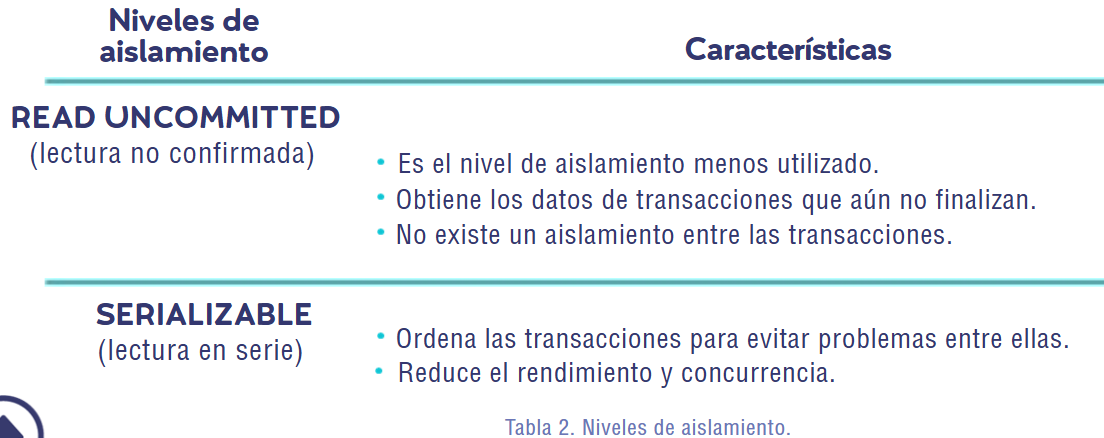 Niveles de
aislamiento
Características
READ UNCOMMITTED
(lectura no confirmada)
• Es el nivel de aislamiento menos utilizado.
• Obtiene los datos de transacciones que aún no finalizan.
• No existe un aislamiento entre las transacciones.
SERIALIZABLE
(lectura en serie)
• Ordena las transacciones para evitar problemas entre ellas.
• Reduce el rendimiento y concurrencia.
Tabla 2. Niveles de aislamiento.